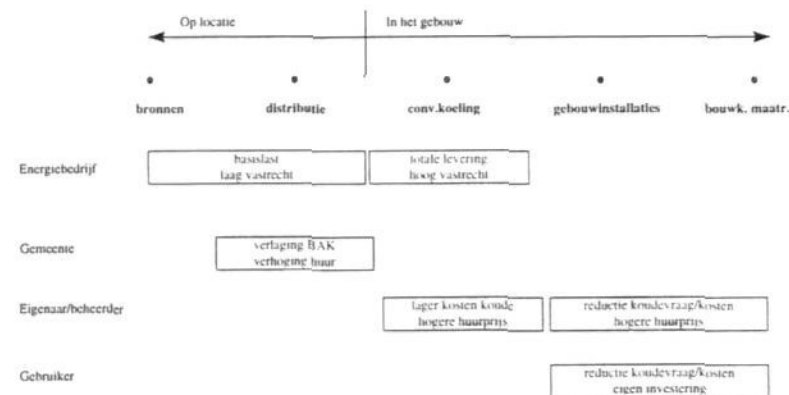 Op locatie In het gebouw
bronnen distributie conv.koeling gebouwinstallaties bouwk. maatr.
Energiebedrijf
basislast
laag vastrecht
totale levering
hoog vastrecht
Gemeente
verlaging BAK
verhoging huur
Eigenaar/beheerder
lager kosten koude
hogere huurprijs
reductie koudevraag/kosten
hogere huurprijs
Gebruiker
reductie koudevraag/kosten
eigen investering